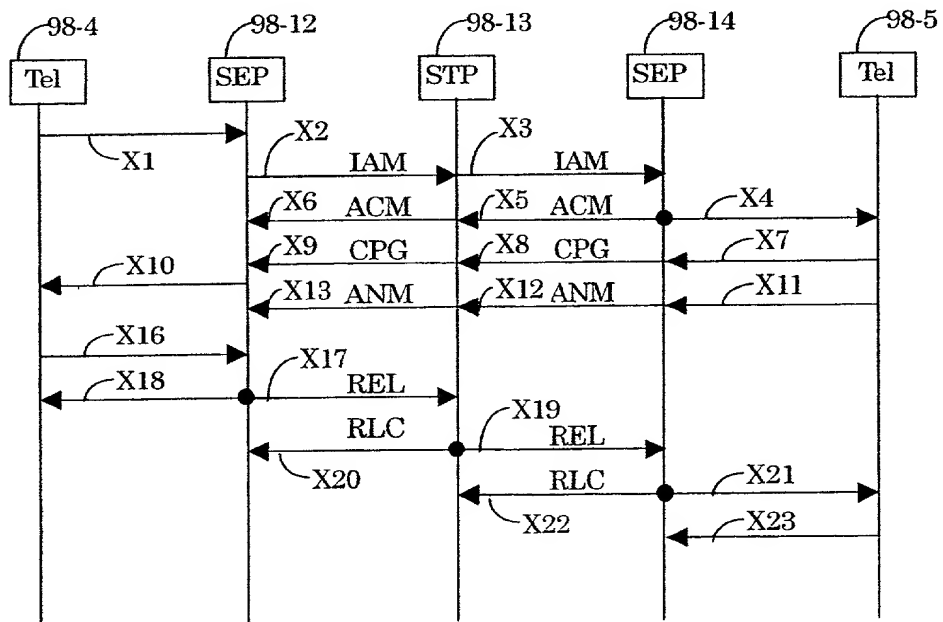 98-4 98-12 98-13 98-14 98-5
Tel SEP STP SEP Tel
X2 X3
X1 IAM IAM
X6 ACM X5 ACM X4
X9 CPG X8 CPG X7
X10
X13 ANM X12 ANM X11
X16
X17
X18 REL
RLC X19 REL
X20 RLC X21
X22 X23